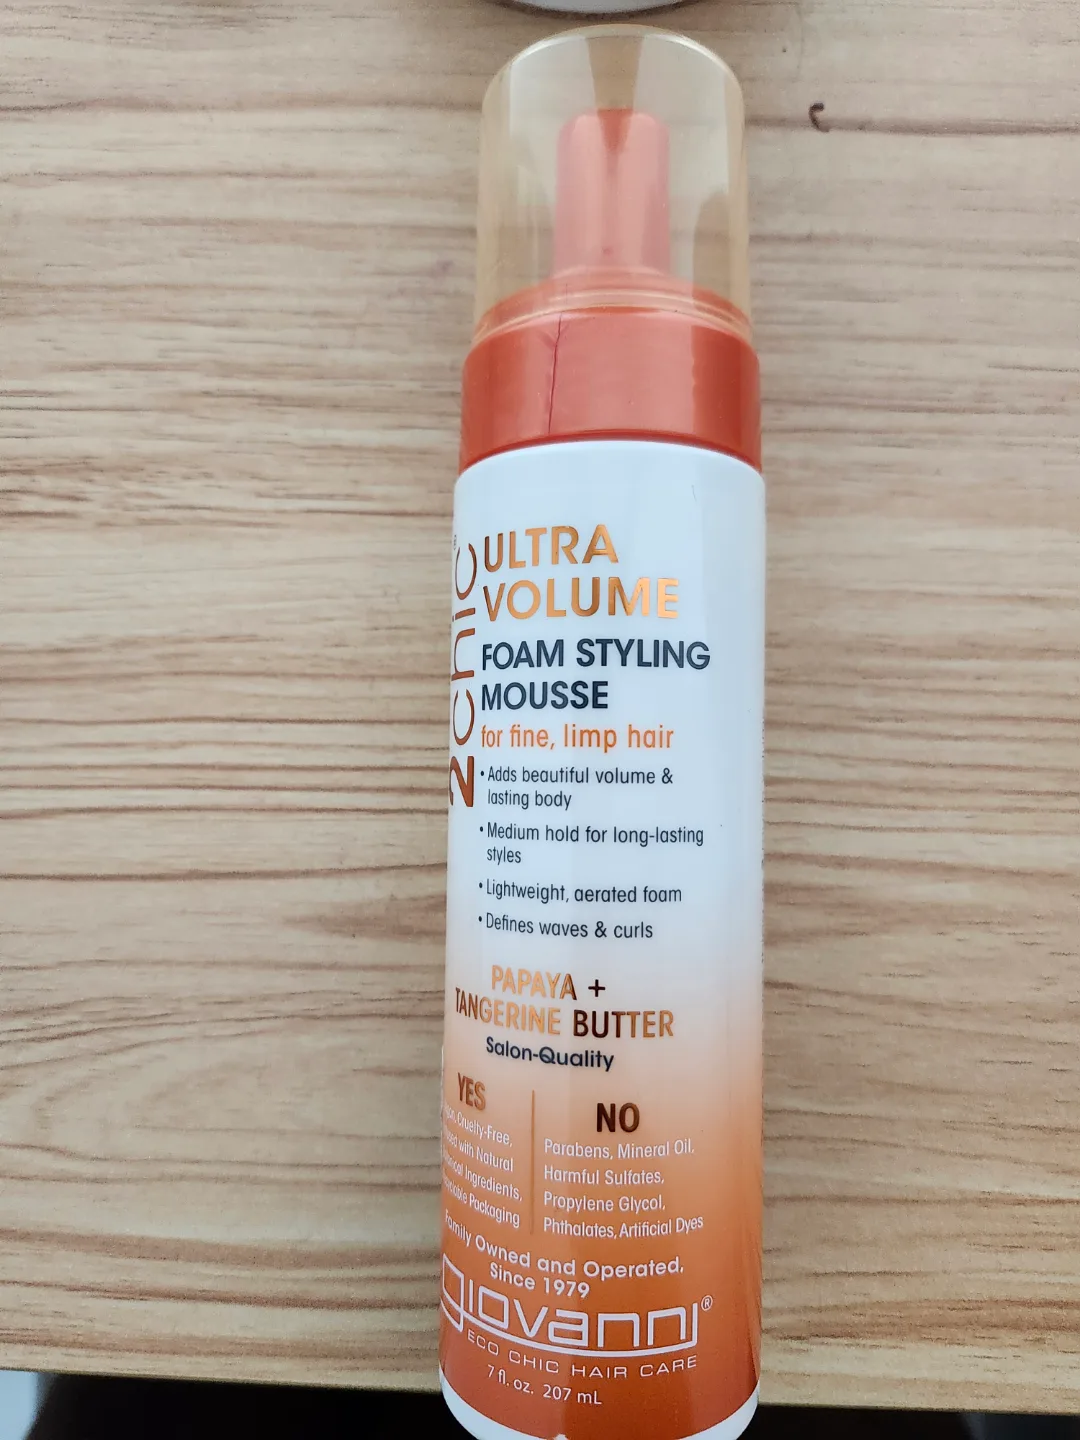 2chic®
ULTRA
VOLUME
FOAM STYLING
MOUSSE
for fine, limp hair
• Adds beautiful volume &
lasting body
• Medium hold for long-lasting
styles
• Lightweight, aerated foam
• Defines waves & curls
PAPAYA +
TANGERINE BUTTER
Salon-Quality
YES
Cruelty-Free,
with Natural
Ingredients,
Packaging
NO
Parabens, Mineral Oil,
Harmful Sulfates,
Propylene Glycol,
Phthalates, Artificial Dyes
Family Owned and Operated,
Since 1979
giovanni®
ECO CHIC HAIR CARE
7 fl. oz. 207 mL